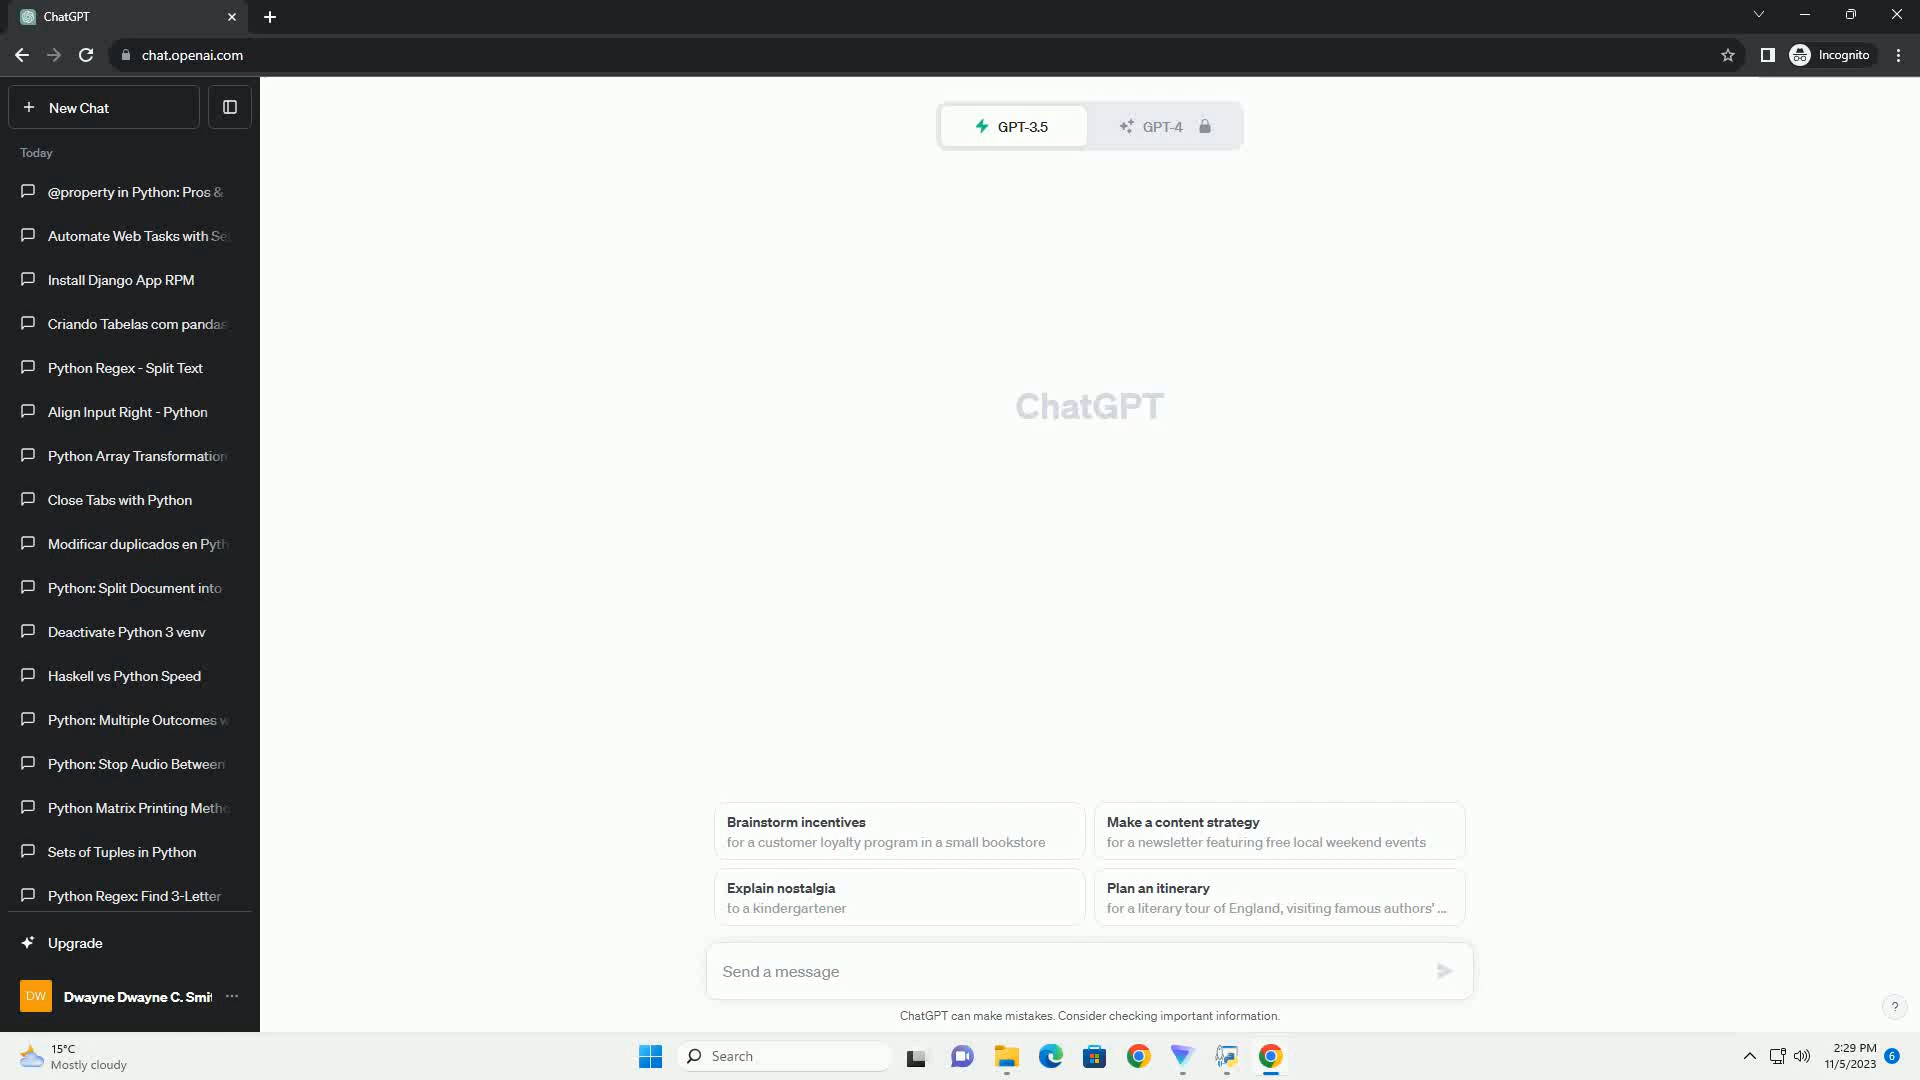 ChatGPT
chat.openai.com
Incognito
New Chat
Today
@property in Python: Pros &
Automate Web Tasks with Se
Install Django App RPM
Criando Tabelas com pandas
Python Regex - Split Text
Align Input Right - Python
Python Array Transformation
Close Tabs with Python
Modificar duplicados en Pyth
Python: Split Document into
Deactivate Python 3 venv
Haskell vs Python Speed
Python: Multiple Outcomes w
Python: Stop Audio Between
Python Matrix Printing Metho
Sets of Tuples in Python
Python Regex: Find 3-Letter
Upgrade
DW
Dwayne Dwayne C. Smit
GPT-3.5
GPT-4
ChatGPT
Brainstorm incentives
for a customer loyalty program in a small bookstore
Make a content strategy
for a newsletter featuring free local weekend events
Explain nostalgia
to a kindergartener
Plan an itinerary
for a literary tour of England, visiting famous authors' ...
Send a message
ChatGPT can make mistakes. Consider checking important information.
?
15°C
Mostly cloudy
Search
2:29 PM
11/5/2023
6